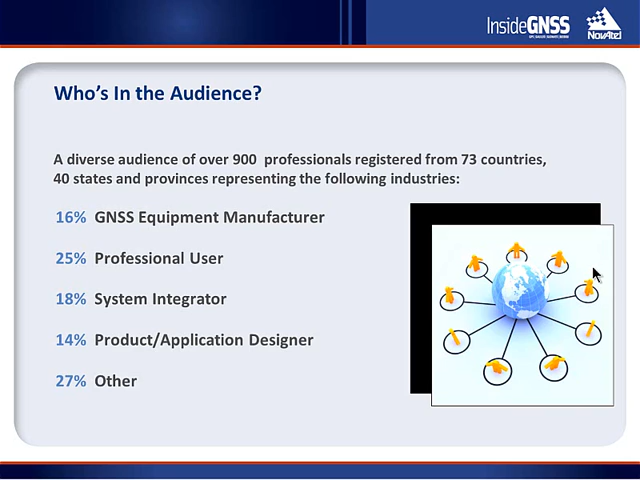 InsideGNSS
NovAtel
Who's In the Audience?
A diverse audience of over 900 professionals registered from 73 countries,
40 states and provinces representing the following industries:
16% GNSS Equipment Manufacturer
25% Professional User
18% System Integrator
14% Product/Application Designer
27% Other